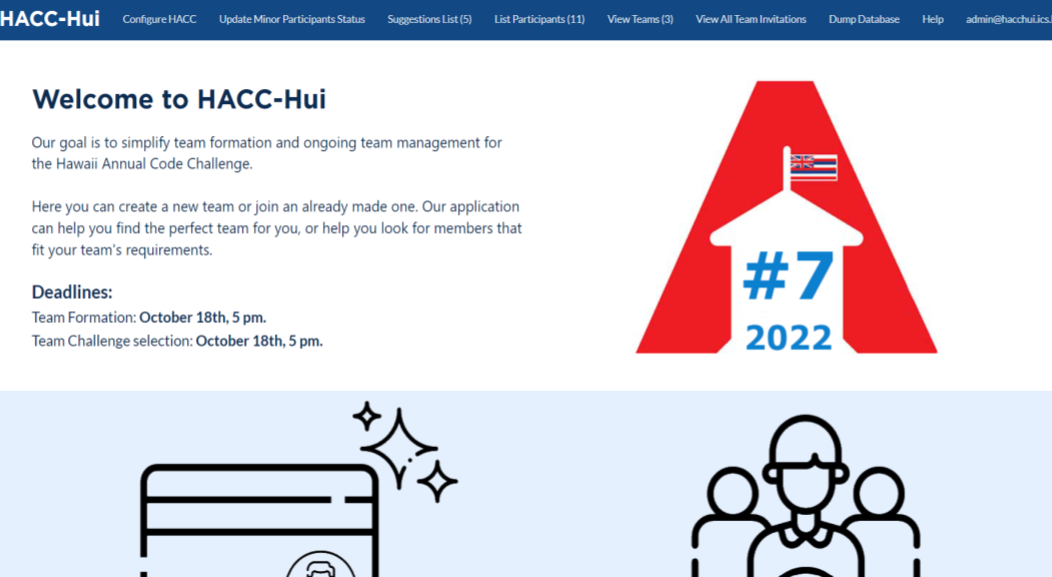 HACC-Hui
Configure HACC
Update Minor Participants Status
Suggestions List (5)
List Participants (11)
View Teams (3)
View All Team Invitations
Dump Database
Help
admin@hacchui.ics.
Welcome to HACC-Hui
Our goal is to simplify team formation and ongoing team management for
the Hawaii Annual Code Challenge.
Here you can create a new team or join an already made one. Our application
can help you find the perfect team for you, or help you look for members that
fit your team's requirements.
Deadlines:
Team Formation: October 18th, 5 pm.
Team Challenge selection: October 18th, 5 pm.
#7
2022